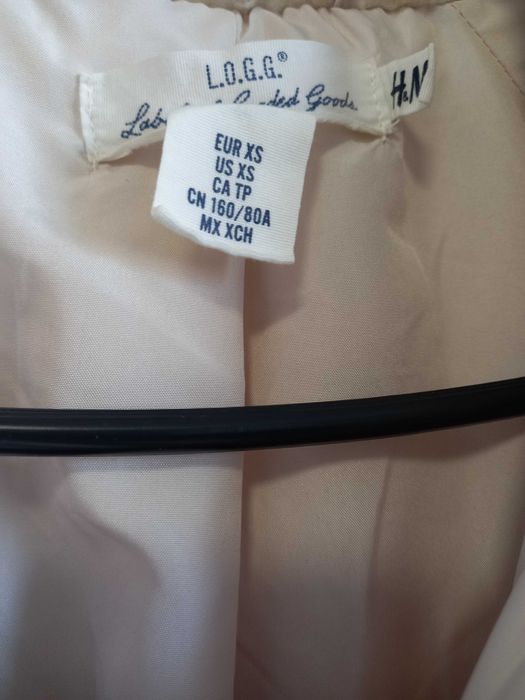 L.O.G.G.®
Goods.
H&M
EUR XS
US XS
CA TP
CN 160/80A
MX XCH